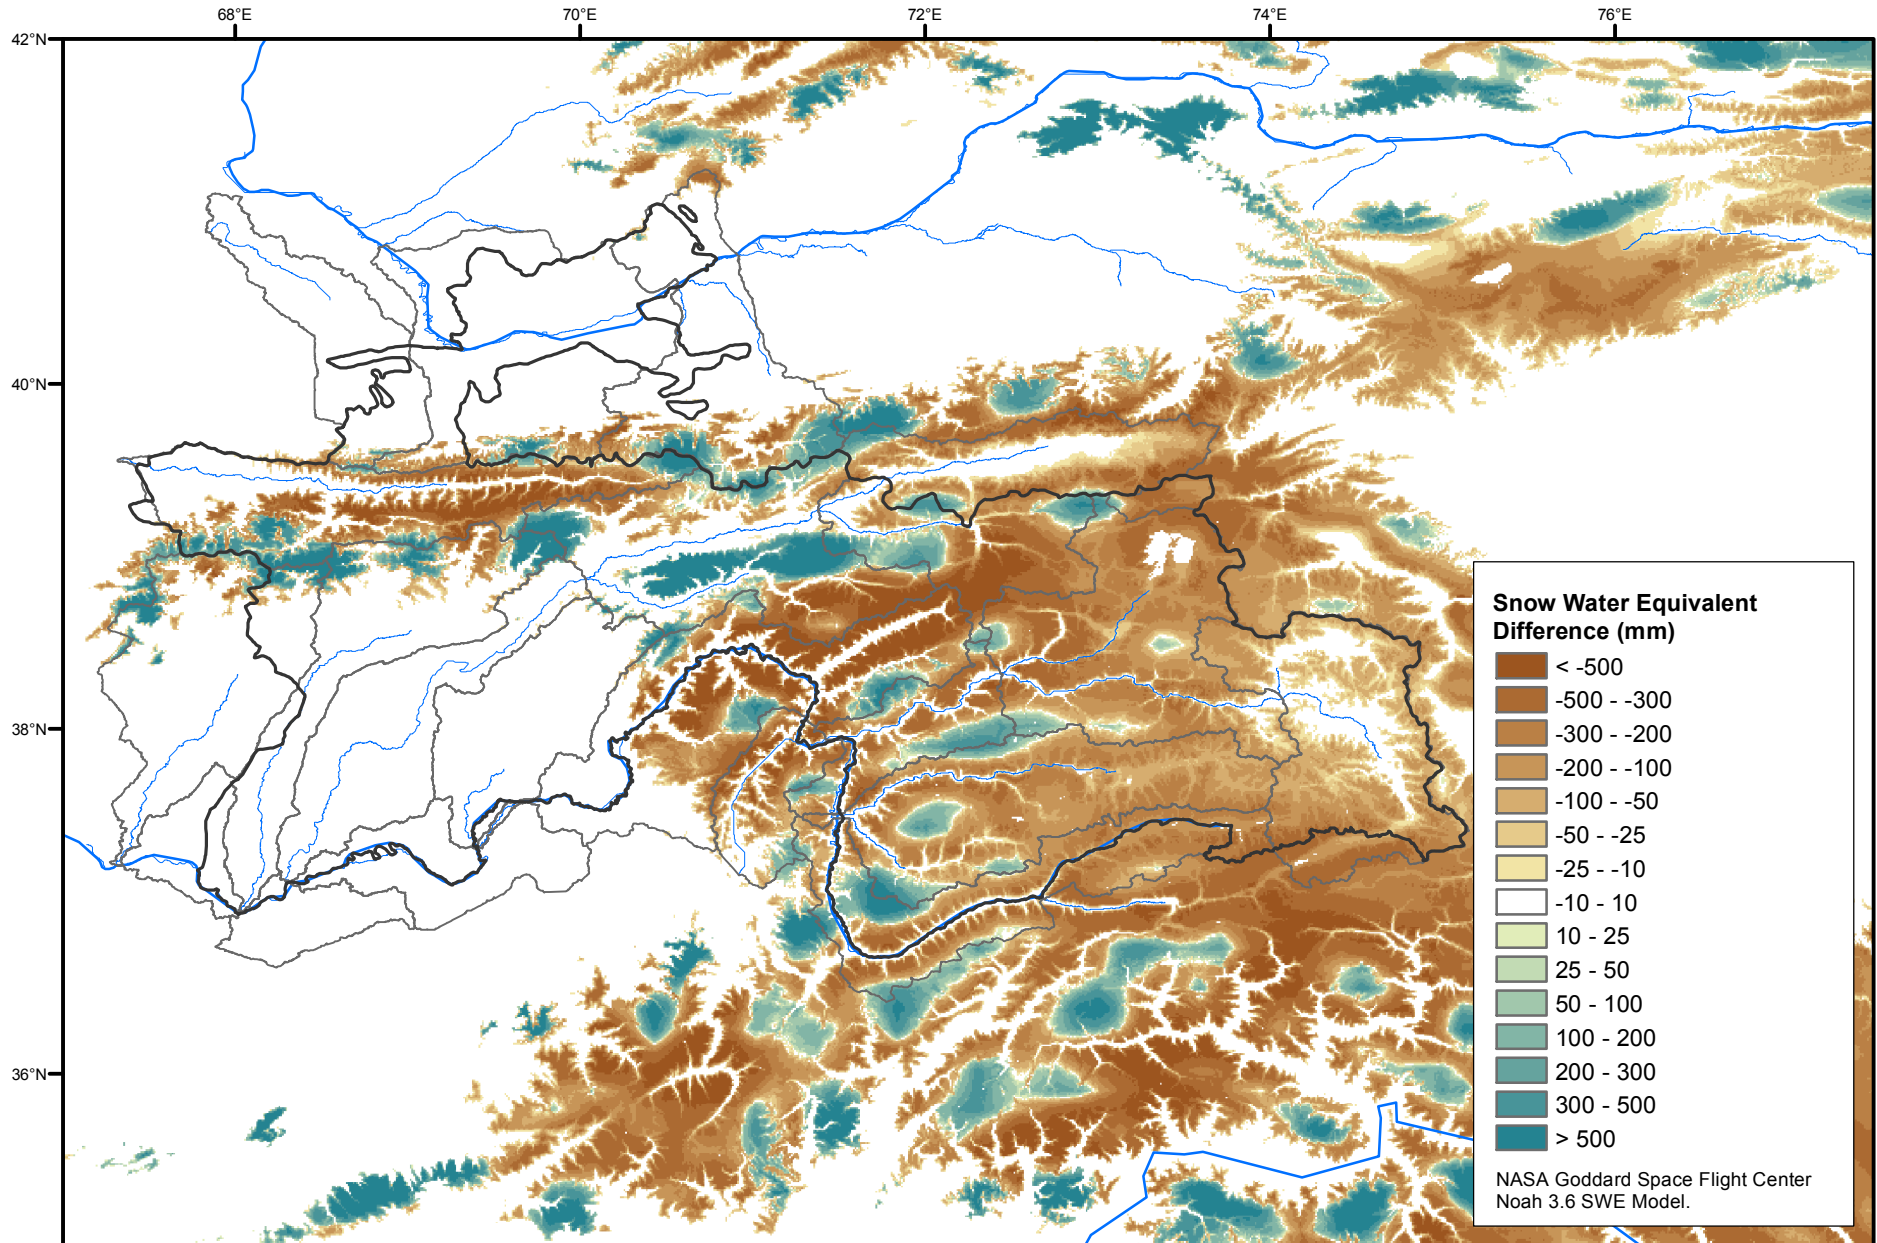 68°E 70°E 72°E 74°E 76°E
42°N
40°N
38°N
36°N
Snow Water Equivalent
Difference (mm)
< -500
-500 - -300
-300 - -200
-200 - -100
-100 - -50
-50 - -25
-25 - -10
-10 - 10
10 - 25
25 - 50
50 - 100
100 - 200
200 - 300
300 - 500
> 500
NASA Goddard Space Flight Center
Noah 3.6 SWE Model.